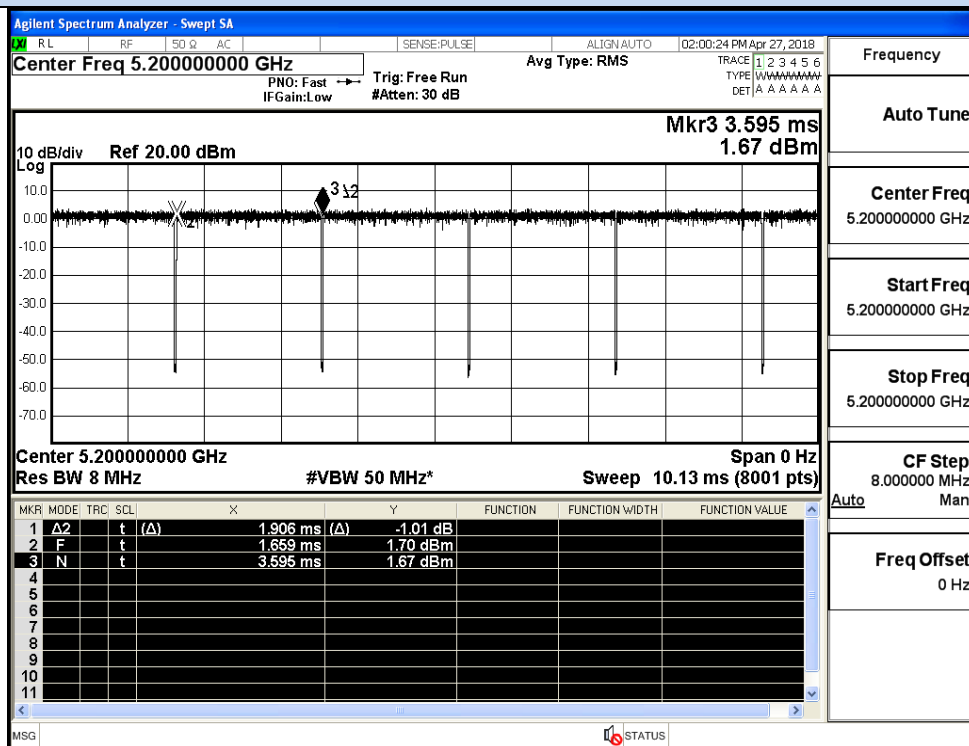 Agilent Spectrum Analyzer - Swept SA
LXI RL RF 50 Ω AC SENSE:PULSE ALIGN AUTO 02:00:24 PM Apr 27, 2018
Center Freq 5.200000000 GHz
PNO: Fast
IFGain:Low
Trig: Free Run
#Atten: 30 dB
Avg Type: RMS
TRACE 1 2 3 4 5 6
TYPE WWWWWW
DET A A A A A A
Mkr3 3.595 ms
1.67 dBm
10 dB/div Ref 20.00 dBm
Log
10.0
0.00
-10.0
-20.0
-30.0
-40.0
-50.0
-60.0
-70.0
3 1Δ2
2
Center 5.200000000 GHz Span 0 Hz
Res BW 8 MHz #VBW 50 MHz* Sweep 10.13 ms (8001 pts)
MKR MODE TRC SCL X Y FUNCTION FUNCTION WIDTH FUNCTION VALUE
1 Δ2 t (Δ) 1.906 ms (Δ) -1.01 dB
2 F t 1.659 ms 1.70 dBm
3 N t 3.595 ms 1.67 dBm
4
5
6
7
8
9
10
11
MSG STATUS
Frequency
Auto Tune
Center Freq
5.200000000 GHz
Start Freq
5.200000000 GHz
Stop Freq
5.200000000 GHz
CF Step
8.000000 MHz
Auto Man
Freq Offset
0 Hz